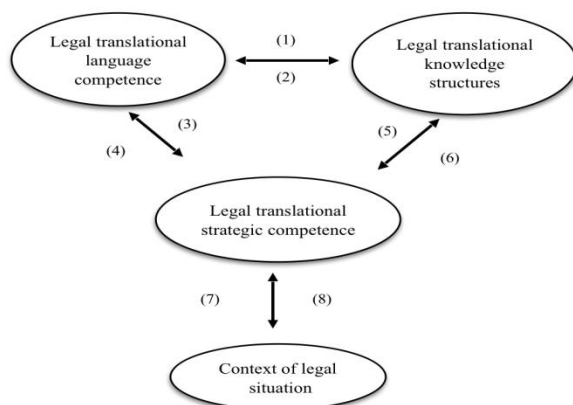 Legal translational
language
competence
(1)
(2)
Legal translational
knowledge
structures
(3)
(4)
(5)
(6)
Legal translational
strategic competence
(7)
(8)
Context of legal
situation